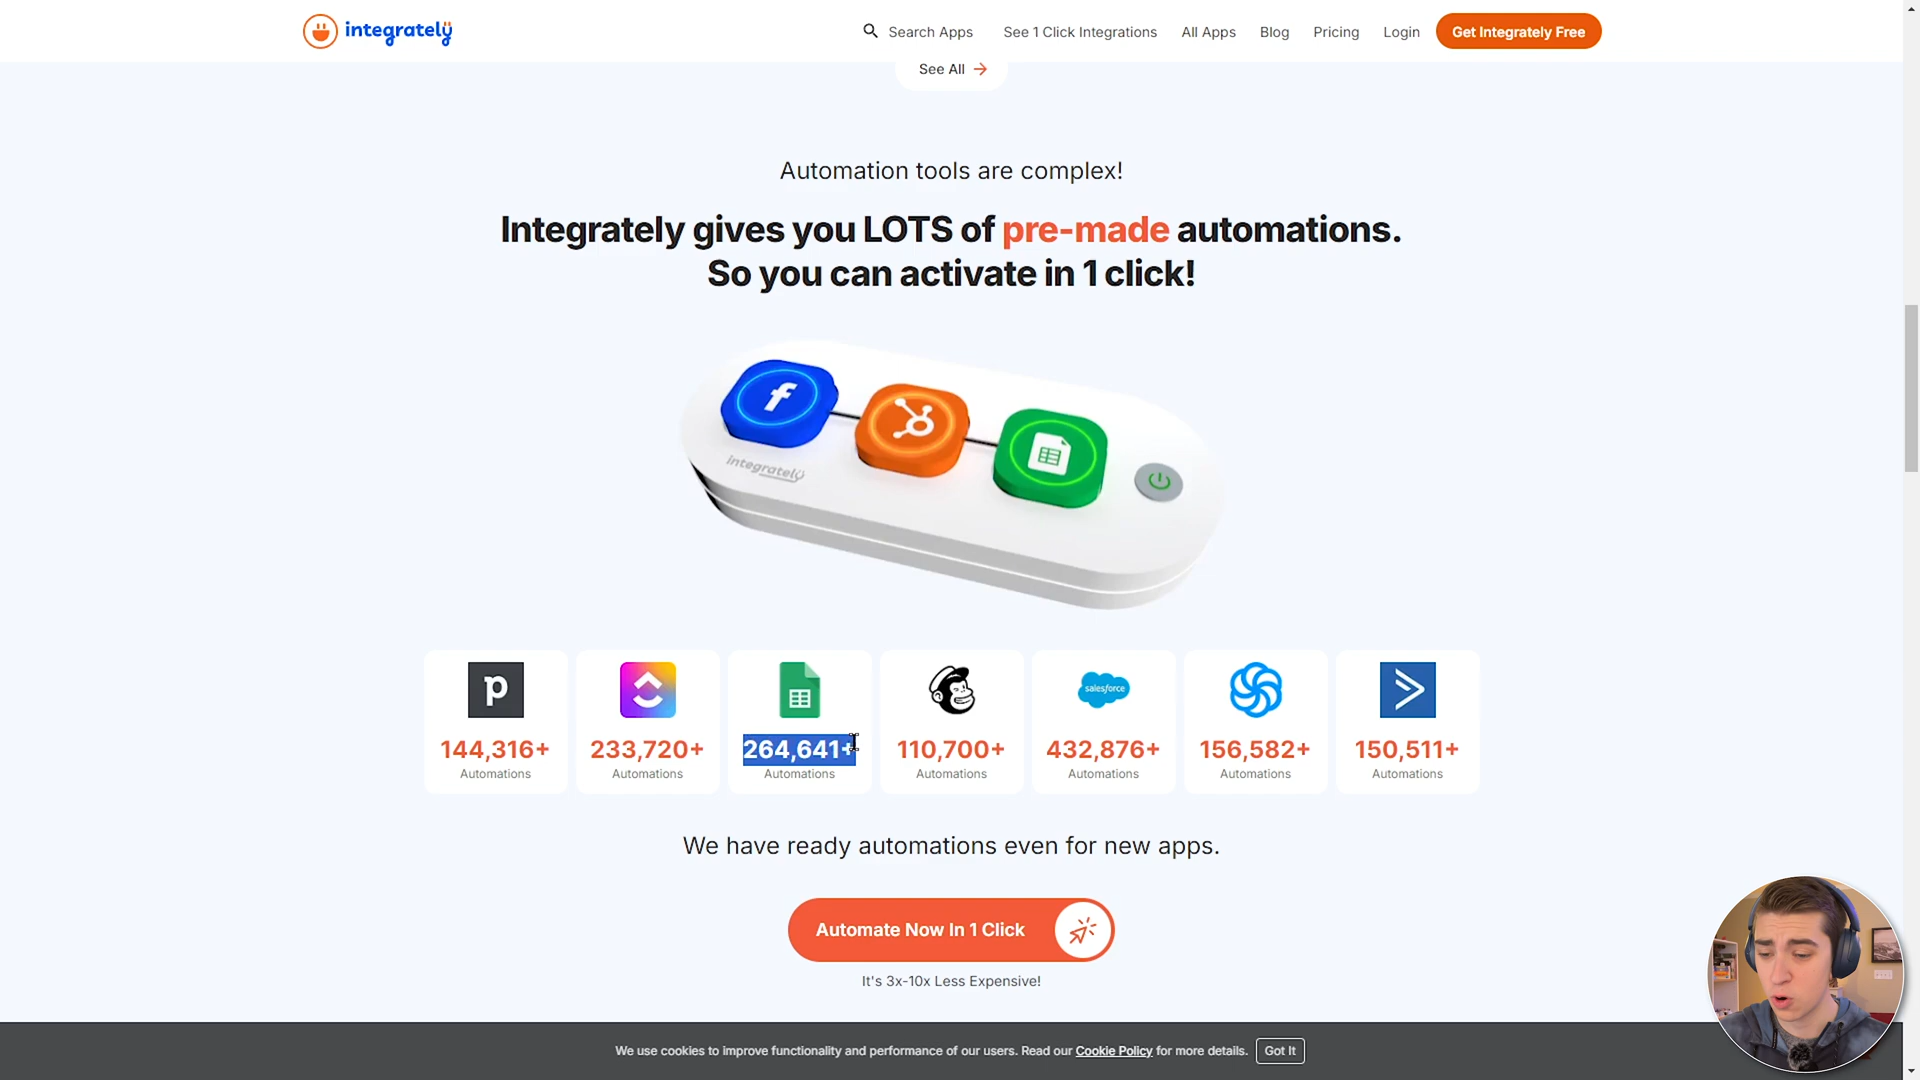 integrately
Search Apps
See 1 Click Integrations
All Apps
Blog
Pricing
Login
Get Integrately Free
See All
Automation tools are complex!
Integrately gives you LOTS of pre-made automations.
So you can activate in 1 click!
integrately
salesforce
144,316+
233,720+
264,641+
110,700+
432,876+
156,582+
150,511+
Automations
Automations
Automations
Automations
Automations
Automations
Automations
We have ready automations even for new apps.
Automate Now In 1 Click
It's 3x-10x Less Expensive!
We use cookies to improve functionality and performance of our users. Read our Cookie Policy for more details.
Got It